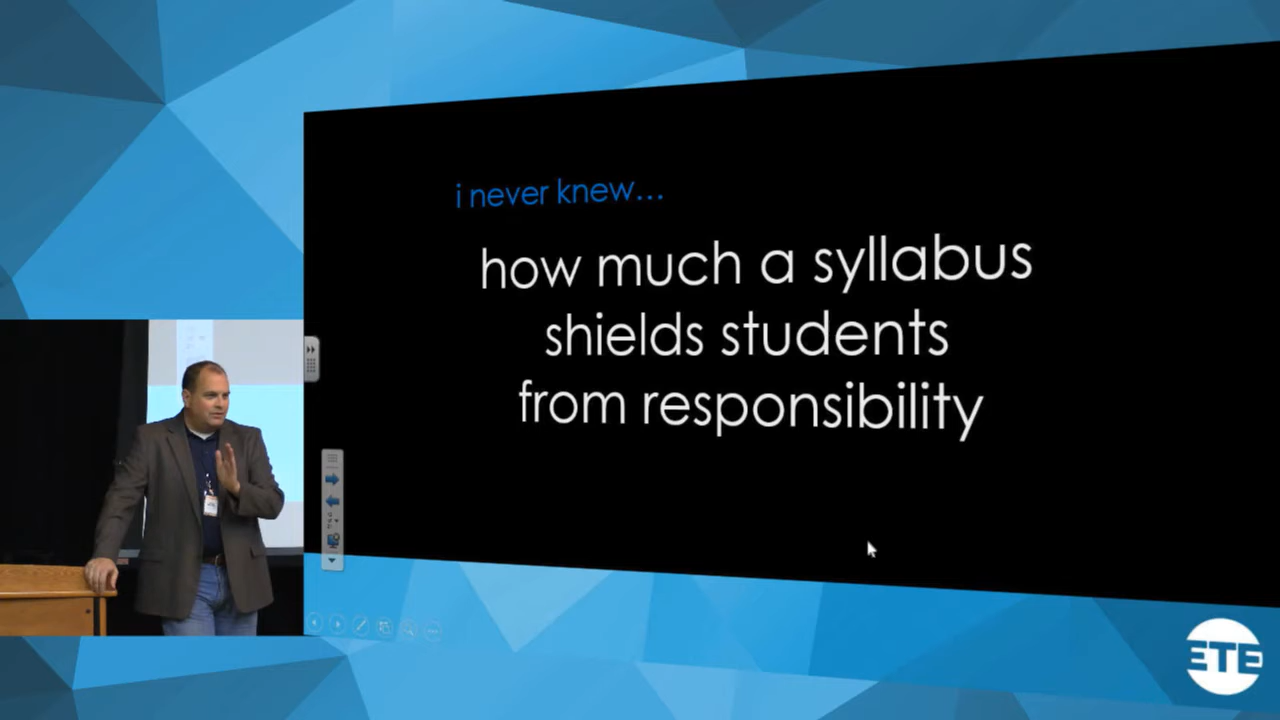 i never knew...
how much a syllabus
shields students
from responsibility
ETE